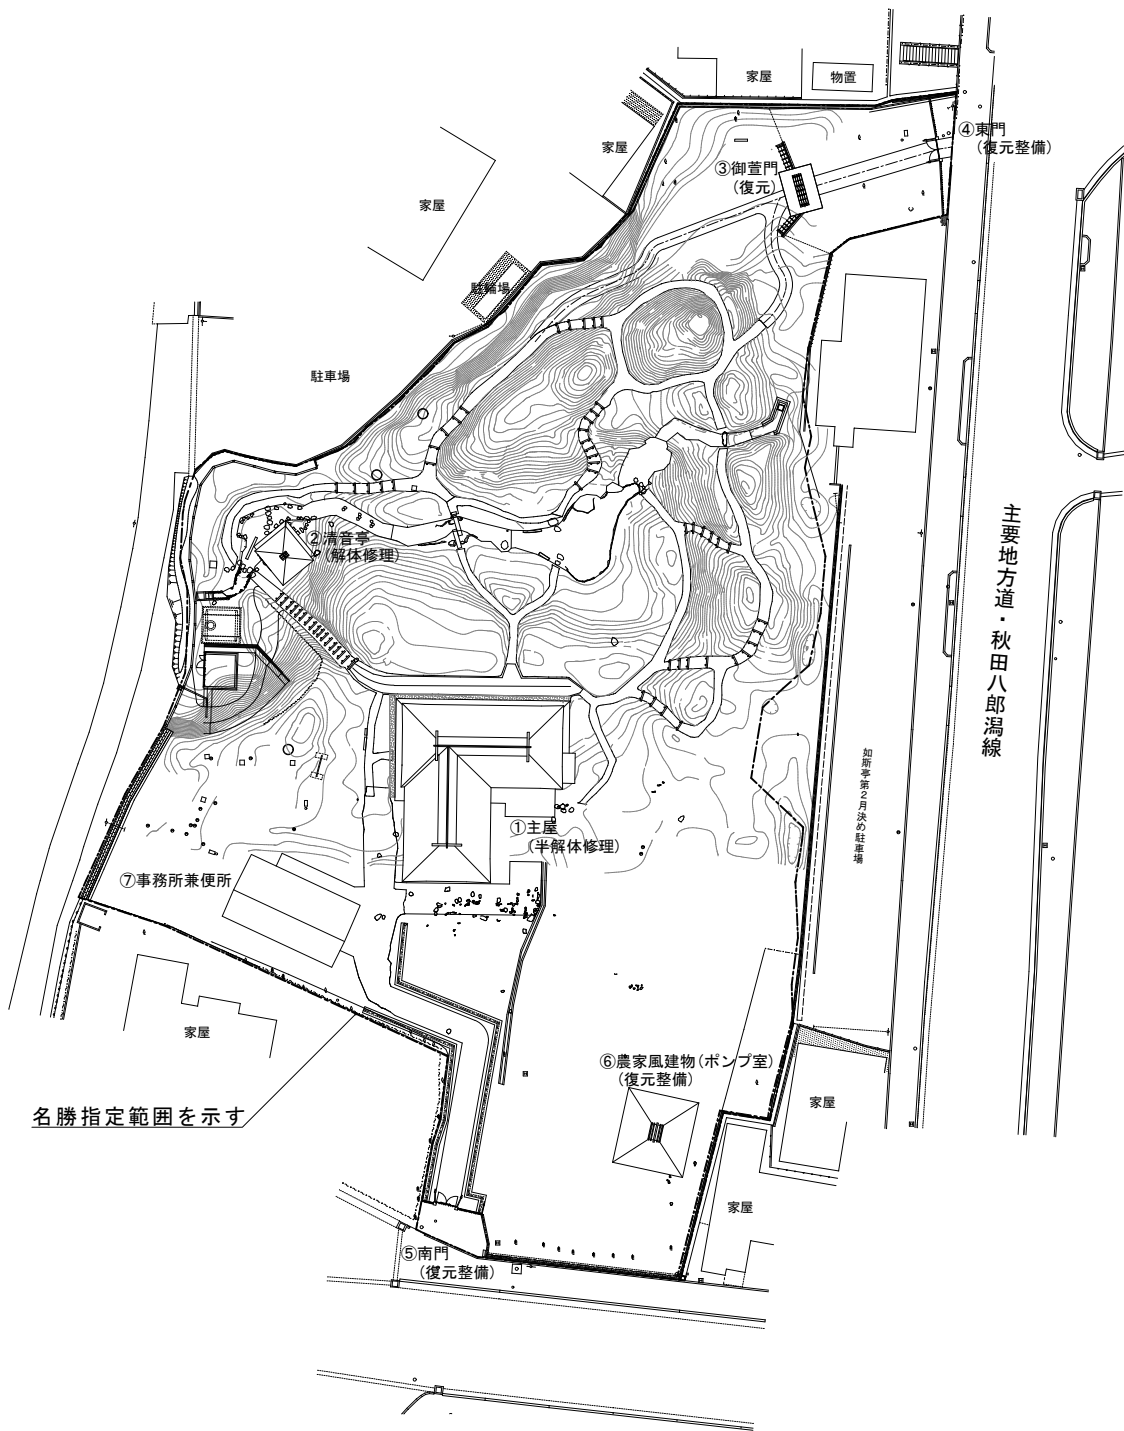 家屋
物置
④東門
（復元整備）
家屋
③御萱門
（復元）
家屋
駐輪場
駐車場
主要地方道・秋田八郎潟線
②清音亭
（解体修理）
如斯亭第２月決め駐車場
①主屋
（半解体修理）
⑦事務所兼便所
家屋
⑥農家風建物（ポンプ室）
（復元整備）
家屋
名勝指定範囲を示す
家屋
⑤南門
（復元整備）